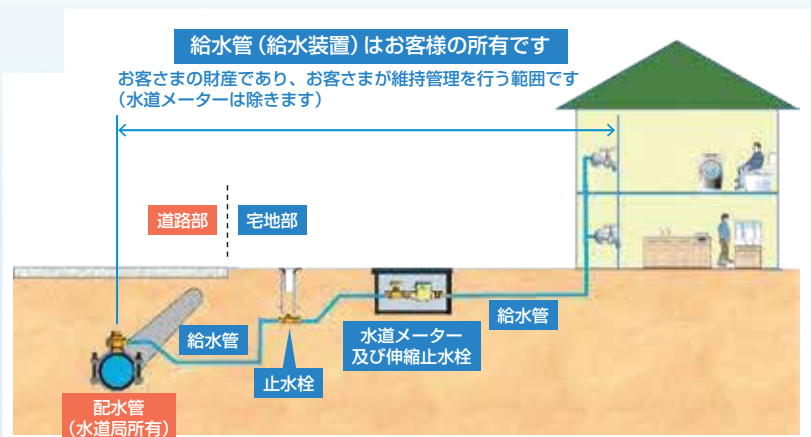 給水管（給水装置）はお客様の所有です
お客さまの財産であり、お客さまが維持管理を行う範囲です
（水道メーターは除きます）
道路部
宅地部
給水管
止水栓
水道メーター
及び伸縮止水栓
給水管
配水管
（水道局所有）